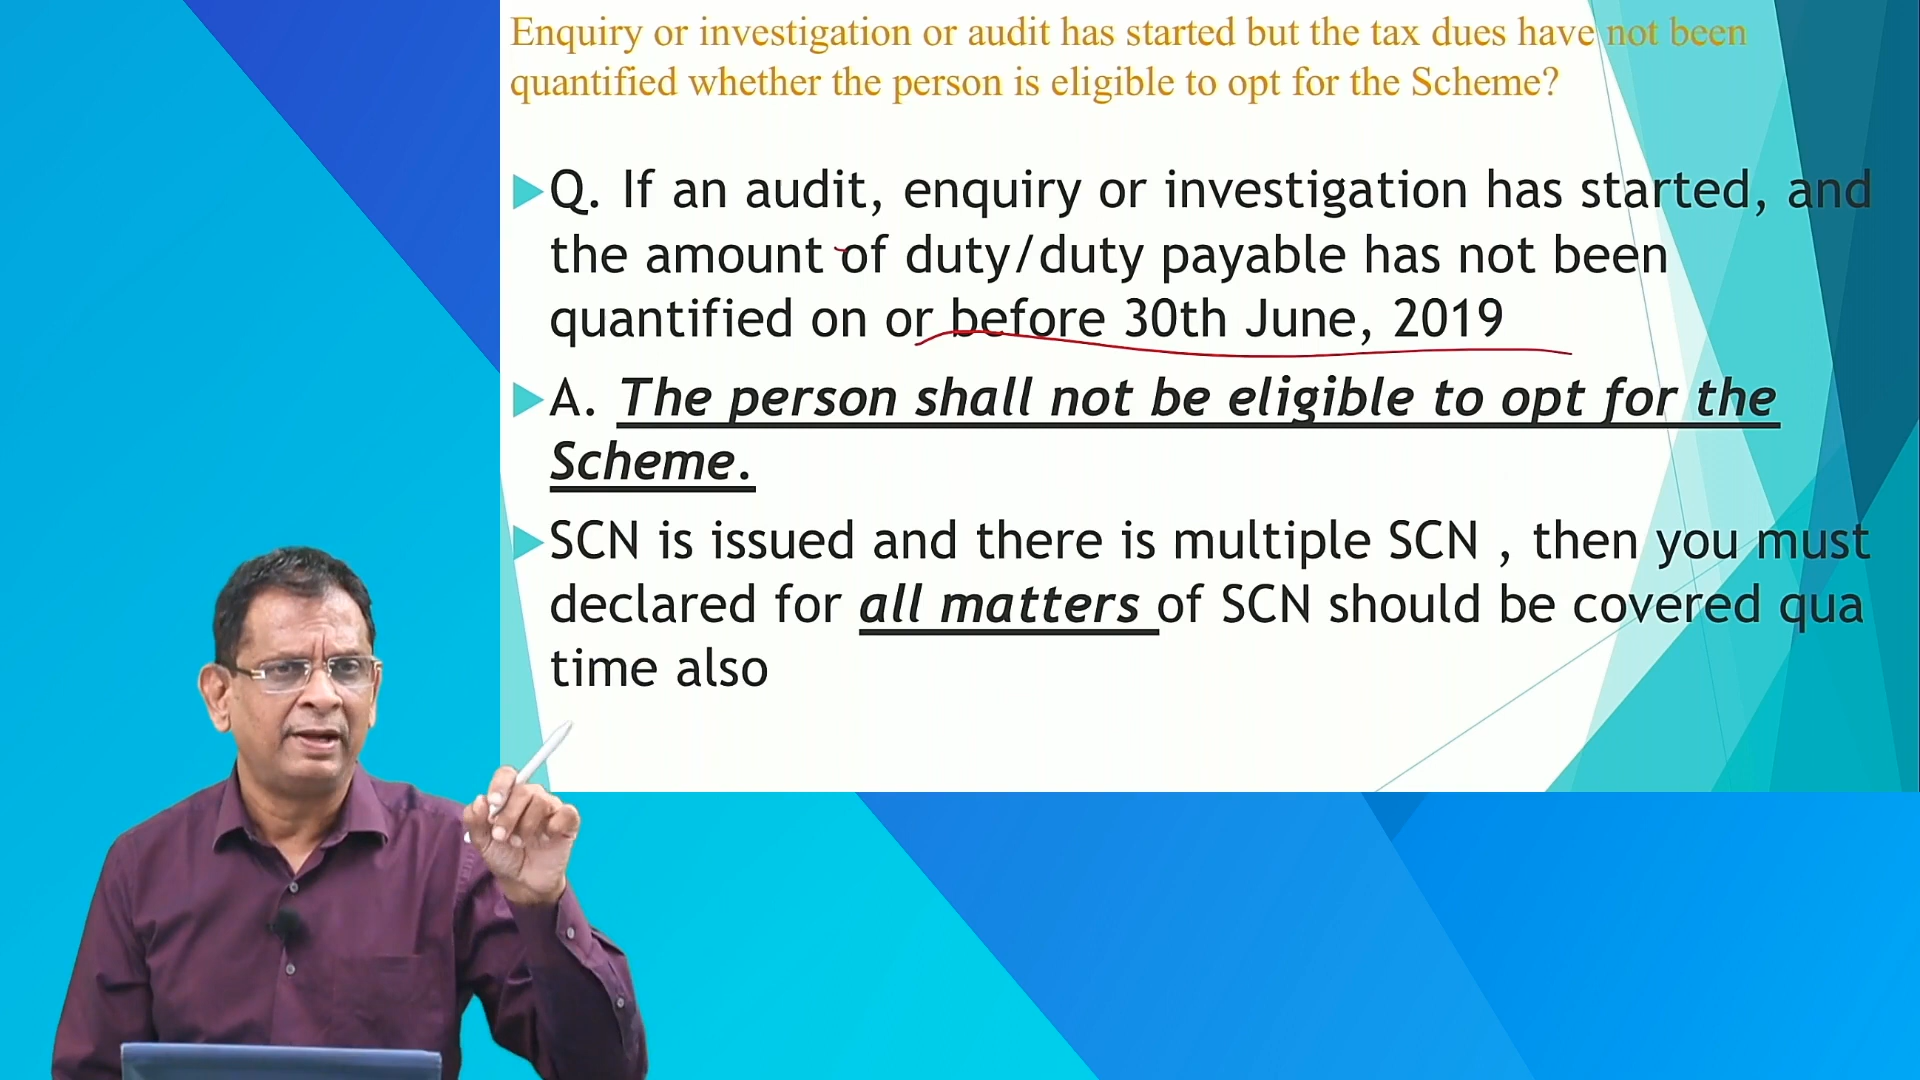 Enquiry or investigation or audit has started but the tax dues have not been
quantified whether the person is eligible to opt for the Scheme?
Q. If an audit, enquiry or investigation has started, and
the amount of duty/duty payable has not been
quantified on or before 30th June, 2019
A. The person shall not be eligible to opt for the
Scheme.
SCN is issued and there is multiple SCN , then you must
declared for all matters of SCN should be covered qua
time also